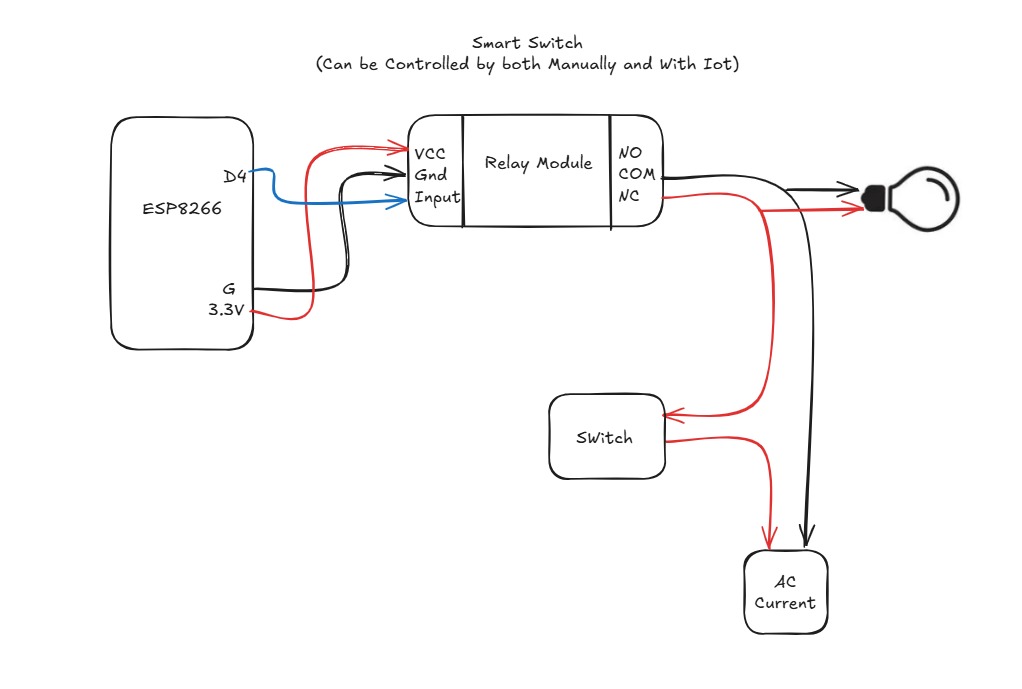 Smart Switch
(Can be Controlled by both Manually and With Iot)
D4
ESP8266
G
3.3V
VCC
Gnd
Input
Relay Module
NO
COM
NC
SWitch
AC
Current